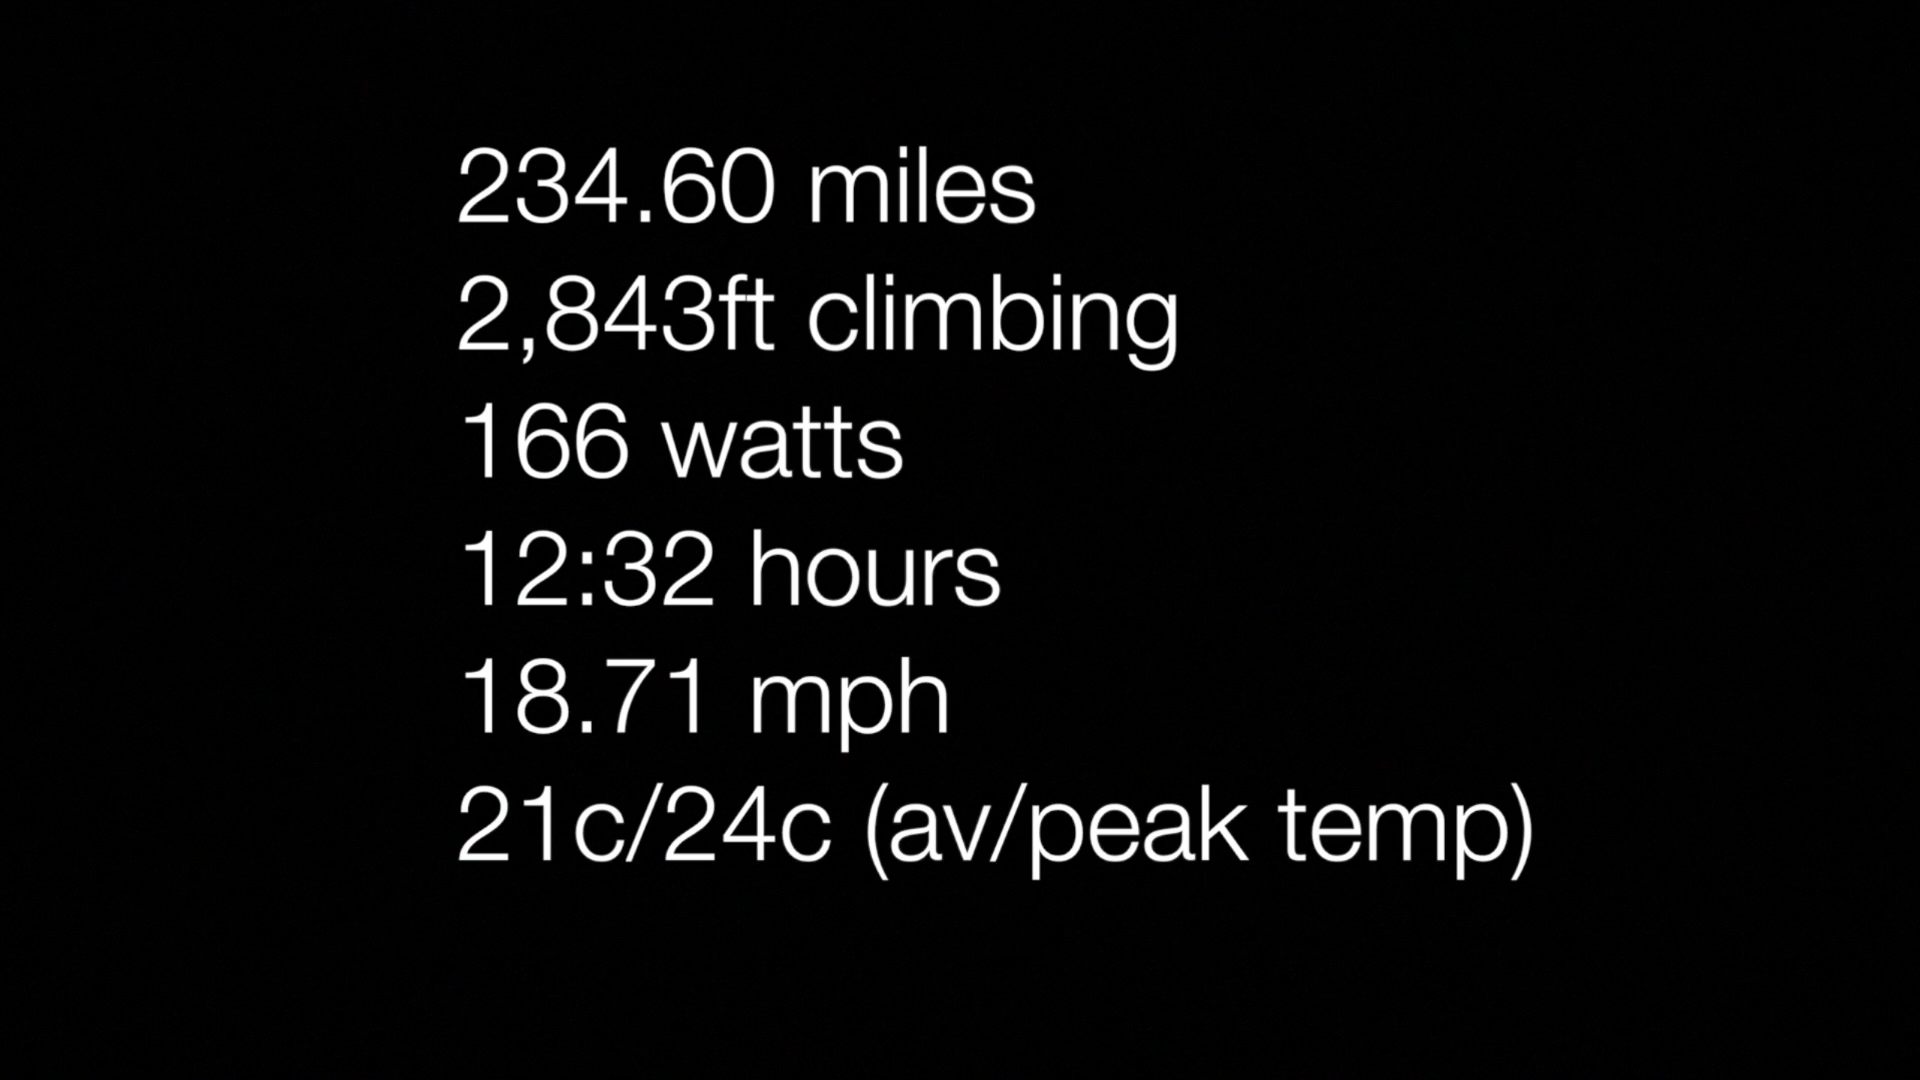 234.60 miles
2,843ft climbing
166 watts
12:32 hours
18.71 mph
21c/24c (av/peak temp)